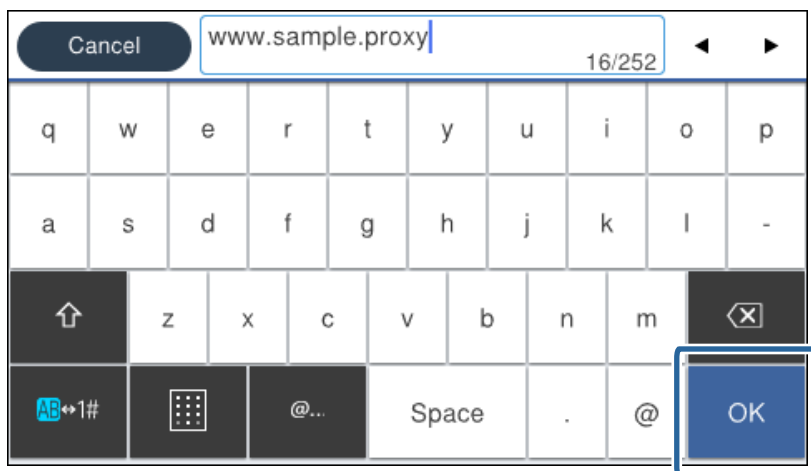 Cancel www.sample.proxy
16/252
q w e r t y u i o p
a s d f g h j k l -
z x c v b n m
AB↔1# @... Space . @ OK